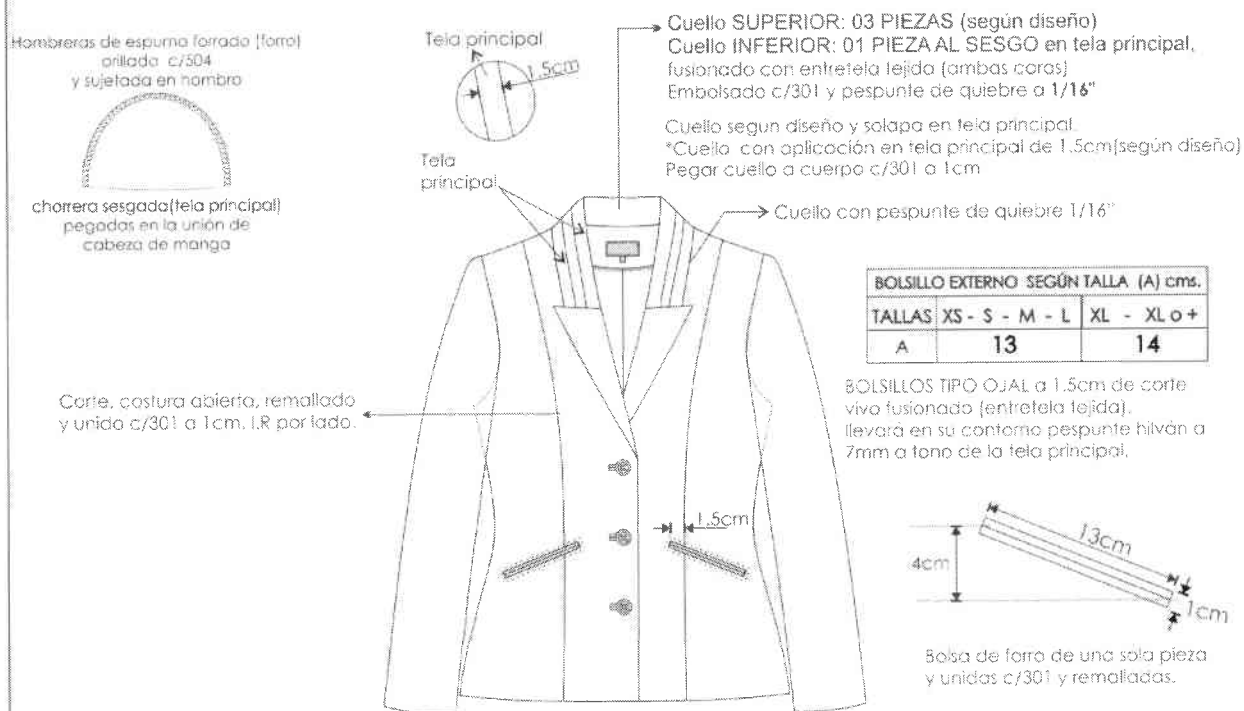 Hombreras de espuma forrado (forro)
orillada c/504
y sujetada en hombro
chorrera sesgada(tela principal)
pegadas en la unión de
cabeza de manga
Tela principal
1.5cm
Tela
principal
Cuello SUPERIOR: 03 PIEZAS (según diseño)
Cuello INFERIOR: 01 PIEZA AL SESGO en tela principal,
fusionado con entretela tejida (ambas caras)
Embolsado c/301 y pespunte de quiebre a 1/16"
Cuello segun diseño y solapa en tela principal.
*Cuello con aplicación en tela principal de 1.5cm(según diseño)
Pegar cuello a cuerpo c/301 a 1cm
Cuello con pespunte de quiebre 1/16"
BOLSILLO EXTERNO SEGÚN TALLA (A) cms.
TALLAS XS - S - M - L XL - XL o +
A 13 14
BOLSILLOS TIPO OJAL a 1.5cm de corte
vivo fusionado (entretela tejida).
llevará en su contorno pespunte hilván a
7mm a tono de la tela principal.
Corte, costura abierta, remallado
y unido c/301 a 1cm. I.R por lado.
1.5cm
13cm
4cm
1cm
Bolsa de forro de una sola pieza
y unidas c/301 y remalladas.